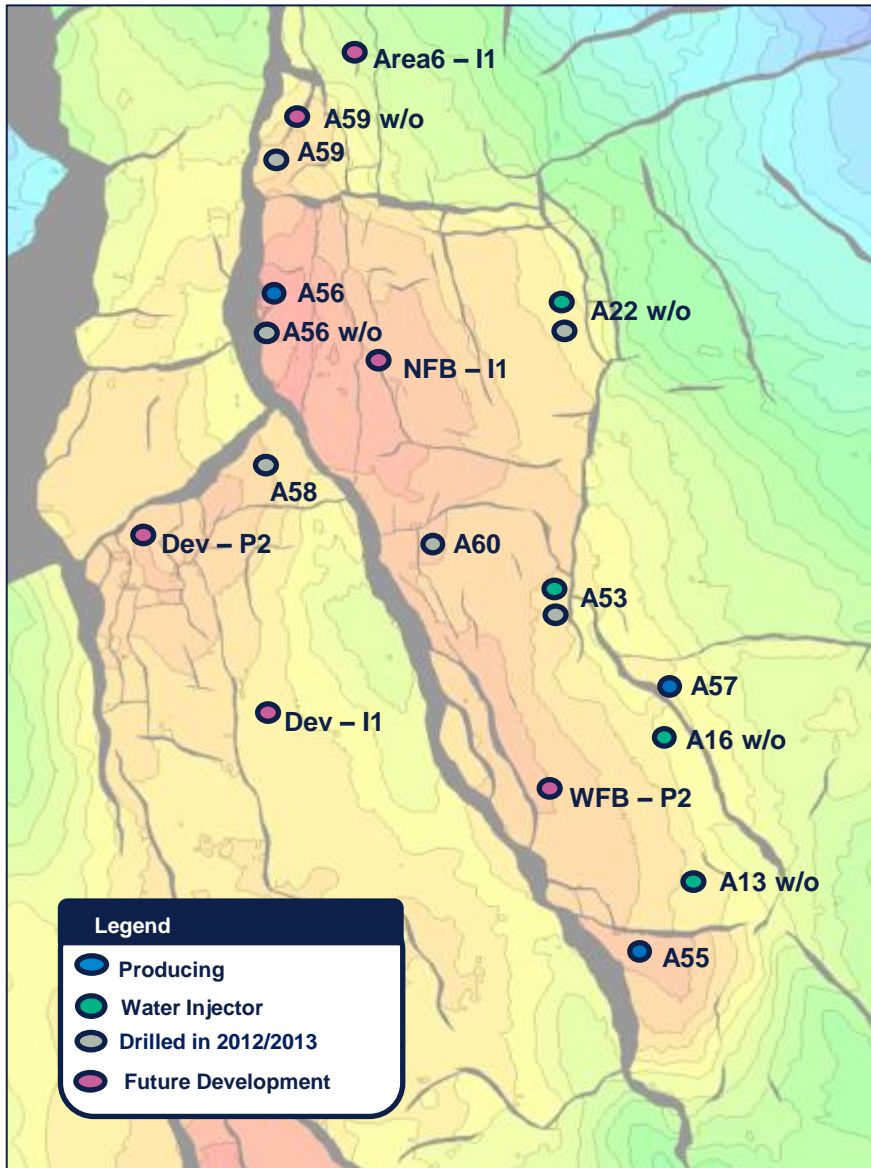 Area6 – I1
A59 w/o
A59
A56
A22 w/o
A56 w/o
NFB – I1
A58
Dev – P2
A60
A53
A57
Dev – I1
A16 w/o
WFB – P2
A13 w/o
A55
Legend
Producing
Water Injector
Drilled in 2012/2013
Future Development